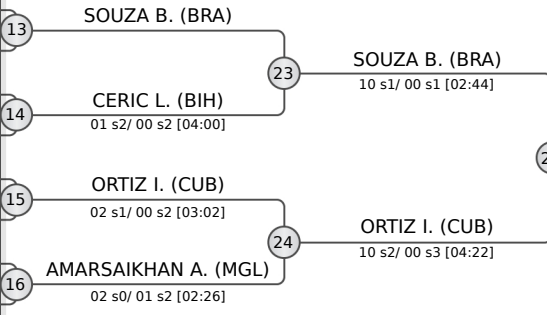 SOUZA B. (BRA)
13
SOUZA B. (BRA)
23
10 s1/ 00 s1 [02:44]
CERIC L. (BIH)
14
01 s2/ 00 s2 [04:00]
ORTIZ I. (CUB)
15
02 s1/ 00 s2 [03:02]
ORTIZ I. (CUB)
24
10 s2/ 00 s3 [04:22]
AMARSAIKHAN A. (MGL)
16
02 s0/ 01 s2 [02:26]